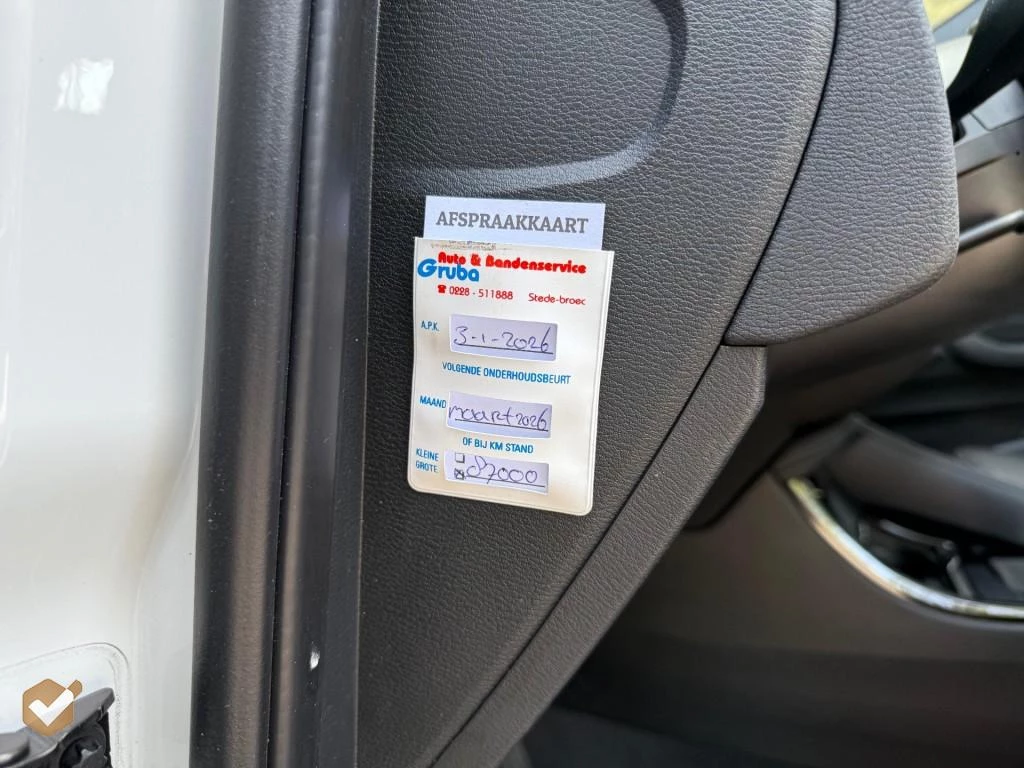 AFSPRAAKKAART
Auto & Bandenservice
Gruba
☎ 0228 - 511888 Stede-broec
A.P.K. 3-1-2026
VOLGENDE ONDERHOUDSBEURT
MAAND maart 2026
OF BIJ KM STAND
KLEINE
GROTE 87000